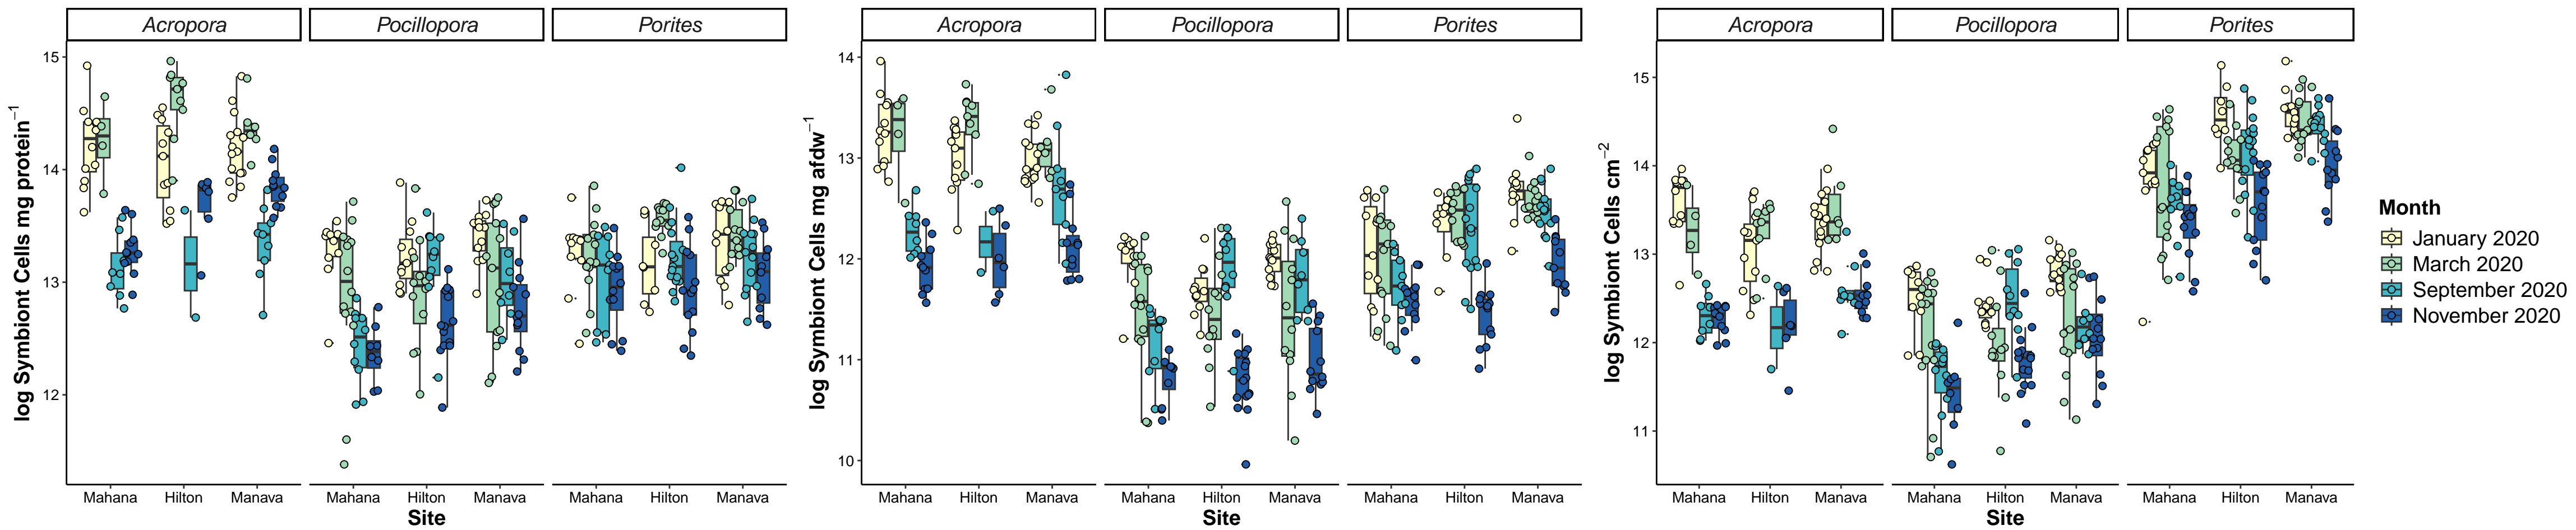 Acropora Pocillopora Porites
log Symbiont Cells mg protein⁻¹
15
14
13
12
Mahana Hilton Manava Mahana Hilton Manava Mahana Hilton Manava
Site
Acropora Pocillopora Porites
log Symbiont Cells mg afdw⁻¹
14
13
12
11
10
Mahana Hilton Manava Mahana Hilton Manava Mahana Hilton Manava
Site
Acropora Pocillopora Porites
log Symbiont Cells cm⁻²
15
14
13
12
11
Mahana Hilton Manava Mahana Hilton Manava Mahana Hilton Manava
Site
Month
January 2020
March 2020
September 2020
November 2020